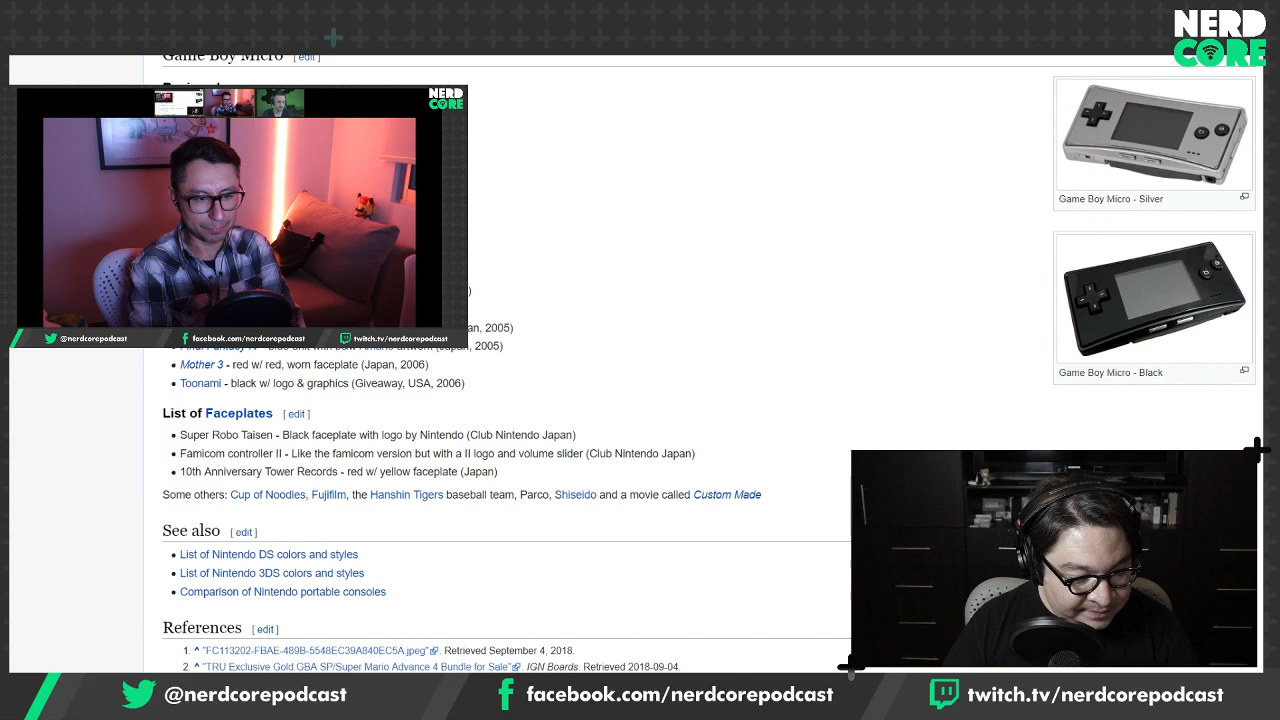 NERD
CORE
Game Boy Micro [ edit ]
NERD
CORE
@nerdcorepodcast
facebook.com/nerdcorepodcast
twitch.tv/nerdcorepodcast
Game Boy Micro - Silver
)
an, 2005)
(Japan, 2005)
• Mother 3 - red w/ red, worn faceplate (Japan, 2006)
• Toonami - black w/ logo & graphics (Giveaway, USA, 2006)
Game Boy Micro - Black
List of Faceplates [ edit ]
• Super Robo Taisen - Black faceplate with logo by Nintendo (Club Nintendo Japan)
• Famicom controller II - Like the famicom version but with a II logo and volume slider (Club Nintendo Japan)
• 10th Anniversary Tower Records - red w/ yellow faceplate (Japan)
Some others: Cup of Noodles, Fujifilm, the Hanshin Tigers baseball team, Parco, Shiseido and a movie called Custom Made
See also [ edit ]
• List of Nintendo DS colors and styles
• List of Nintendo 3DS colors and styles
• Comparison of Nintendo portable consoles
References [ edit ]
1. ^ "FC113202-FBAE-489B-5548EC39A840EC5A.jpeg". Retrieved September 4, 2018.
2. ^ "TRU Exclusive Gold GBA SP/Super Mario Advance 4 Bundle for Sale". IGN Boards. Retrieved 2018-09-04.
@nerdcorepodcast
facebook.com/nerdcorepodcast
twitch.tv/nerdcorepodcast